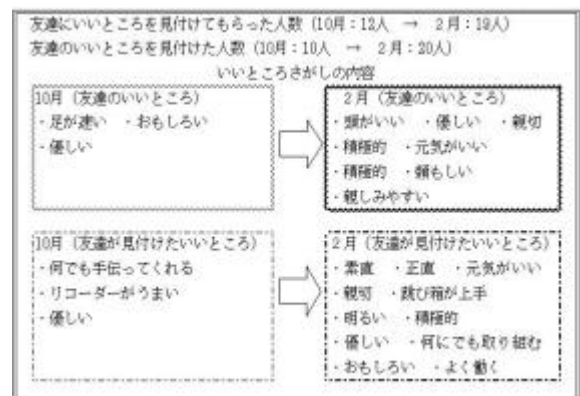 友達にいいところを見付けてもらった人数（10月：12人 → 2月：19人）
友達のいいところを見付けた人数（10月：10人 → 2月：20人）
いいところさがしの内容
10月（友達のいいところ）
・足が速い ・おもしろい
・優しい
2月（友達のいいところ）
・頭がいい ・優しい ・親切
・積極的 ・元気がいい
・積極的 ・頼もしい
・親しみやすい
10月（友達が見付けたいいところ）
・何でも手伝ってくれる
・リコーダーがうまい
・優しい
2月（友達が見付けたいいところ）
・素直 ・正直 ・元気がいい
・親切 ・跳び箱が上手
・明るい ・積極的
・優しい ・何にでも取り組む
・おもしろい ・よく働く